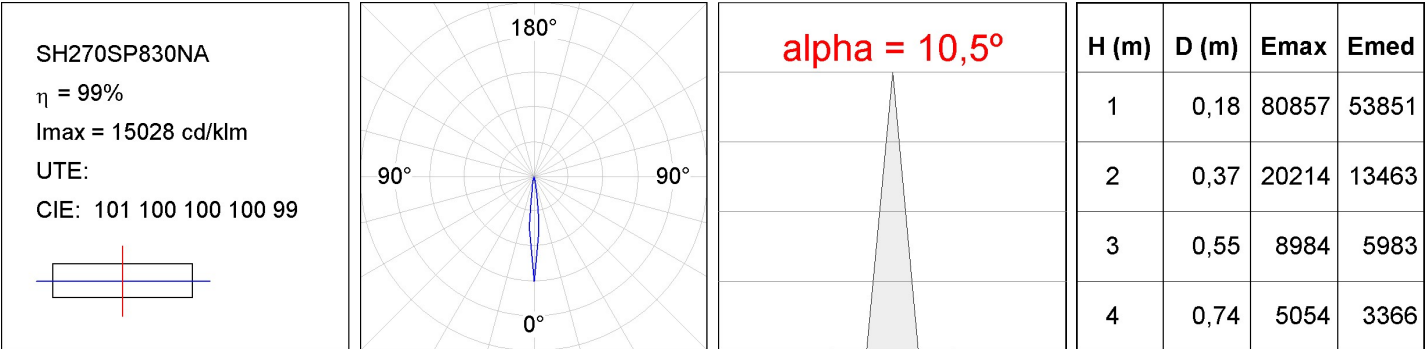 SH270SP830NA
η = 99%
Imax = 15028 cd/klm
UTE:
CIE: 101 100 100 100 99
180°
90° 90°
0°
alpha = 10,5º
H (m) D (m) Emax Emed
1 0,18 80857 53851
2 0,37 20214 13463
3 0,55 8984 5983
4 0,74 5054 3366